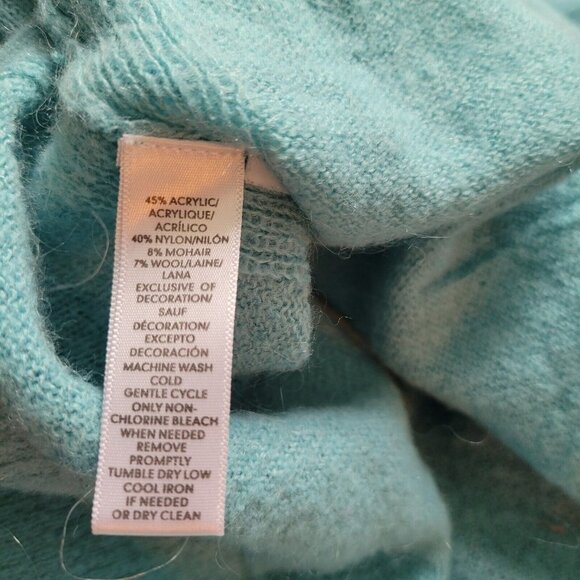 45% ACRYLIC/
ACRYLIQUE/
ACRÍLICO
40% NYLON/NILÓN
8% MOHAIR
7% WOOL/LAINE/
LANA
EXCLUSIVE OF
DECORATION/
SAUF
DÉCORATION/
EXCEPTO
DECORACIÓN
MACHINE WASH
COLD
GENTLE CYCLE
ONLY NON-
CHLORINE BLEACH
WHEN NEEDED
REMOVE
PROMPTLY
TUMBLE DRY LOW
COOL IRON
IF NEEDED
OR DRY CLEAN